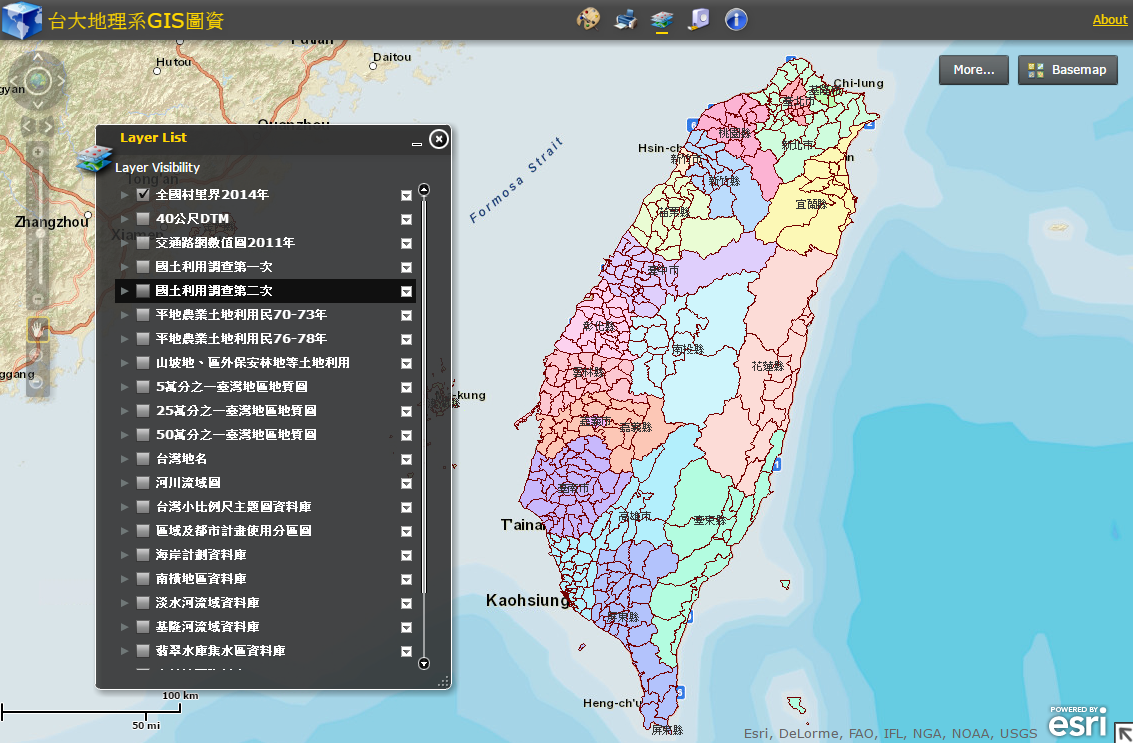 台大地理系GIS圖資
About
Hutou
Daitou
Chi-lung
More...
Basemap
Layer List
Layer Visibility
全國村里界2014年
40公尺DTM
交通路網數值圖2011年
國土利用調查第一次
國土利用調查第二次
平地農業土地利用民70-73年
平地農業土地利用民76-78年
山坡地、區外保安林地等土地利用
5萬分之一臺灣地區地質圖
25萬分之一臺灣地區地質圖
50萬分之一臺灣地區地質圖
台灣地名
河川流域圖
台灣小比例尺主題圖資料庫
區域及都市計畫使用分區圖
海岸計劃資料庫
南橫地區資料庫
淡水河流域資料庫
基隆河流域資料庫
翡翠水庫集水區資料庫
Zhangzhou
Formosa Strait
基隆市
臺北市
桃園縣
新北市
Hsin-ch
新竹市
新竹縣
宜蘭縣
苗栗縣
臺中市
彰化縣
南投縣
花蓮縣
雲林縣
kung
嘉義市
嘉義縣
臺南市
高雄市
臺東縣
T'ainan
Kaohsiung
屏東縣
Heng-ch'u
屏東縣
100 km
50 mi
POWERED BY
esri
Esri, DeLorme, FAO, IFL, NGA, NOAA, USGS